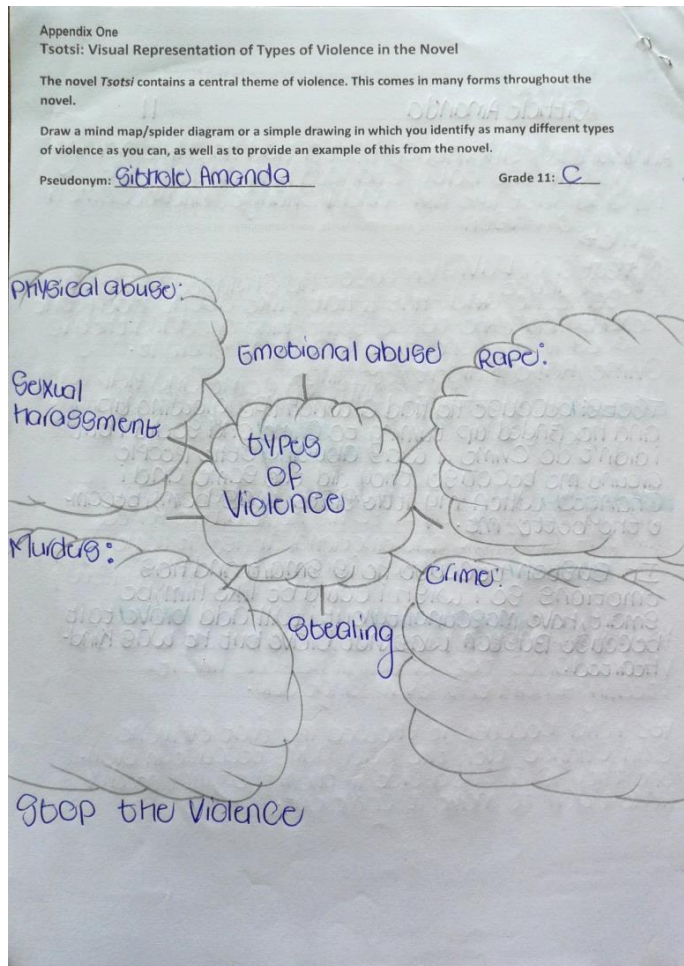 Appendix One
Tsotsi: Visual Representation of Types of Violence in the Novel
The novel Tsotsi contains a central theme of violence. This comes in many forms throughout the
novel.
Draw a mind map/spider diagram or a simple drawing in which you identify as many different types
of violence as you can, as well as to provide an example of this from the novel.
Pseudonym: Sithole Amanda
Grade 11: C
Physical abuse:
Emotional abuse
Rape:
Sexual
Harassment
types
of
Violence
Murders:
Crime:
Stealing
Stop the Violence